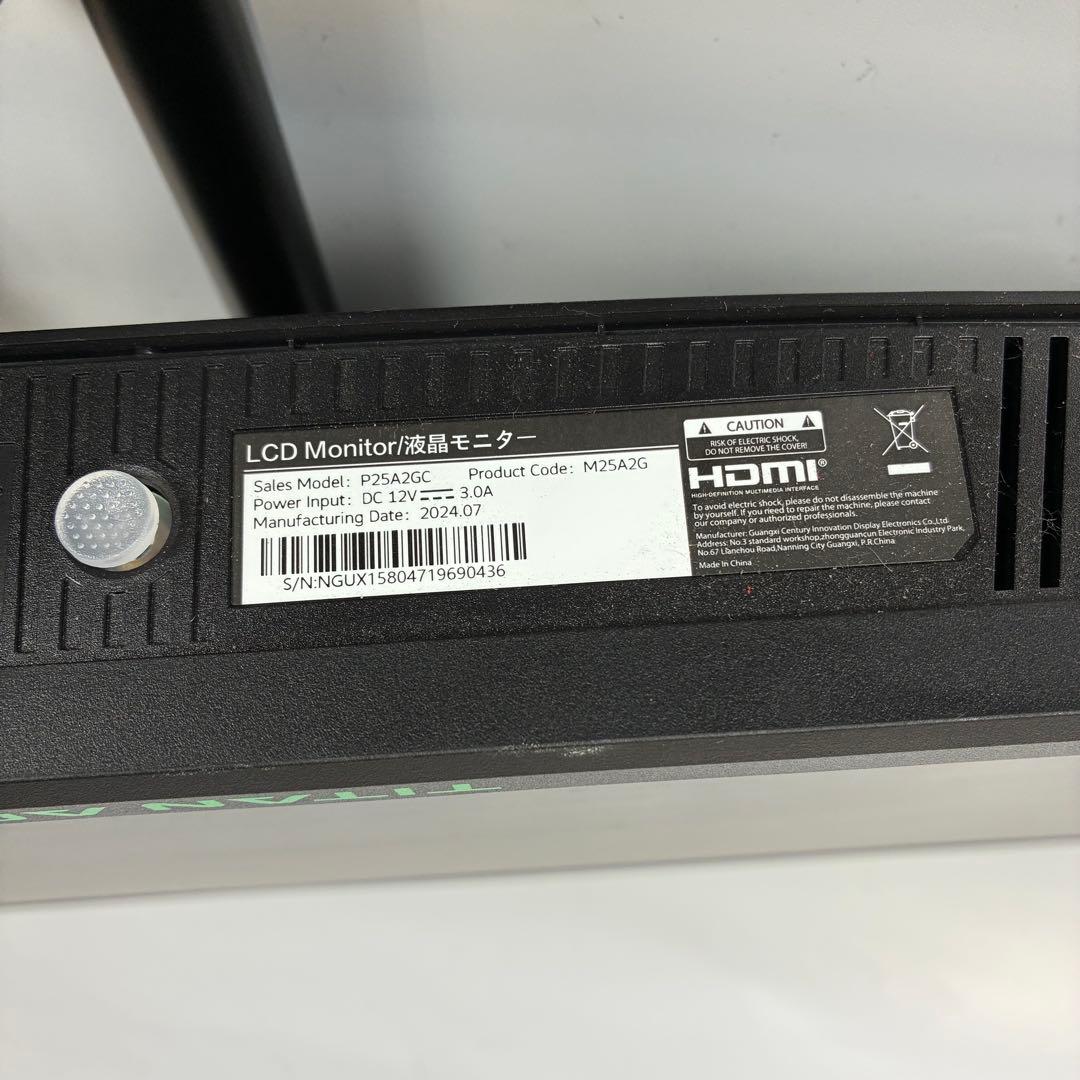 LCD Monitor/液晶モニター
Sales Model: P25A2GC Product Code: M25A2G
Power Input: DC 12V 3.0A
Manufacturing Date: 2024.07
S/N:NGUX15804719690436
CAUTION
RISK OF ELECTRIC SHOCK,
DO NOT REMOVE THE COVER!
HDMI®
HIGH-DEFINITION MULTIMEDIA INTERFACE
To avoid electric shock, please do not disassemble the machine
by yourself. If you need to repair the machine, please contact
our company or authorized professionals.
Manufacturer: Guangxi Century Innovation Display Electronics Co.,Ltd.
Address: No.3 standard workshop,zhongguancun Electronic Industry Park,
No.67 Lianchou Road,Nanning City Guangxi, P.R.China
Made in China
TITAN